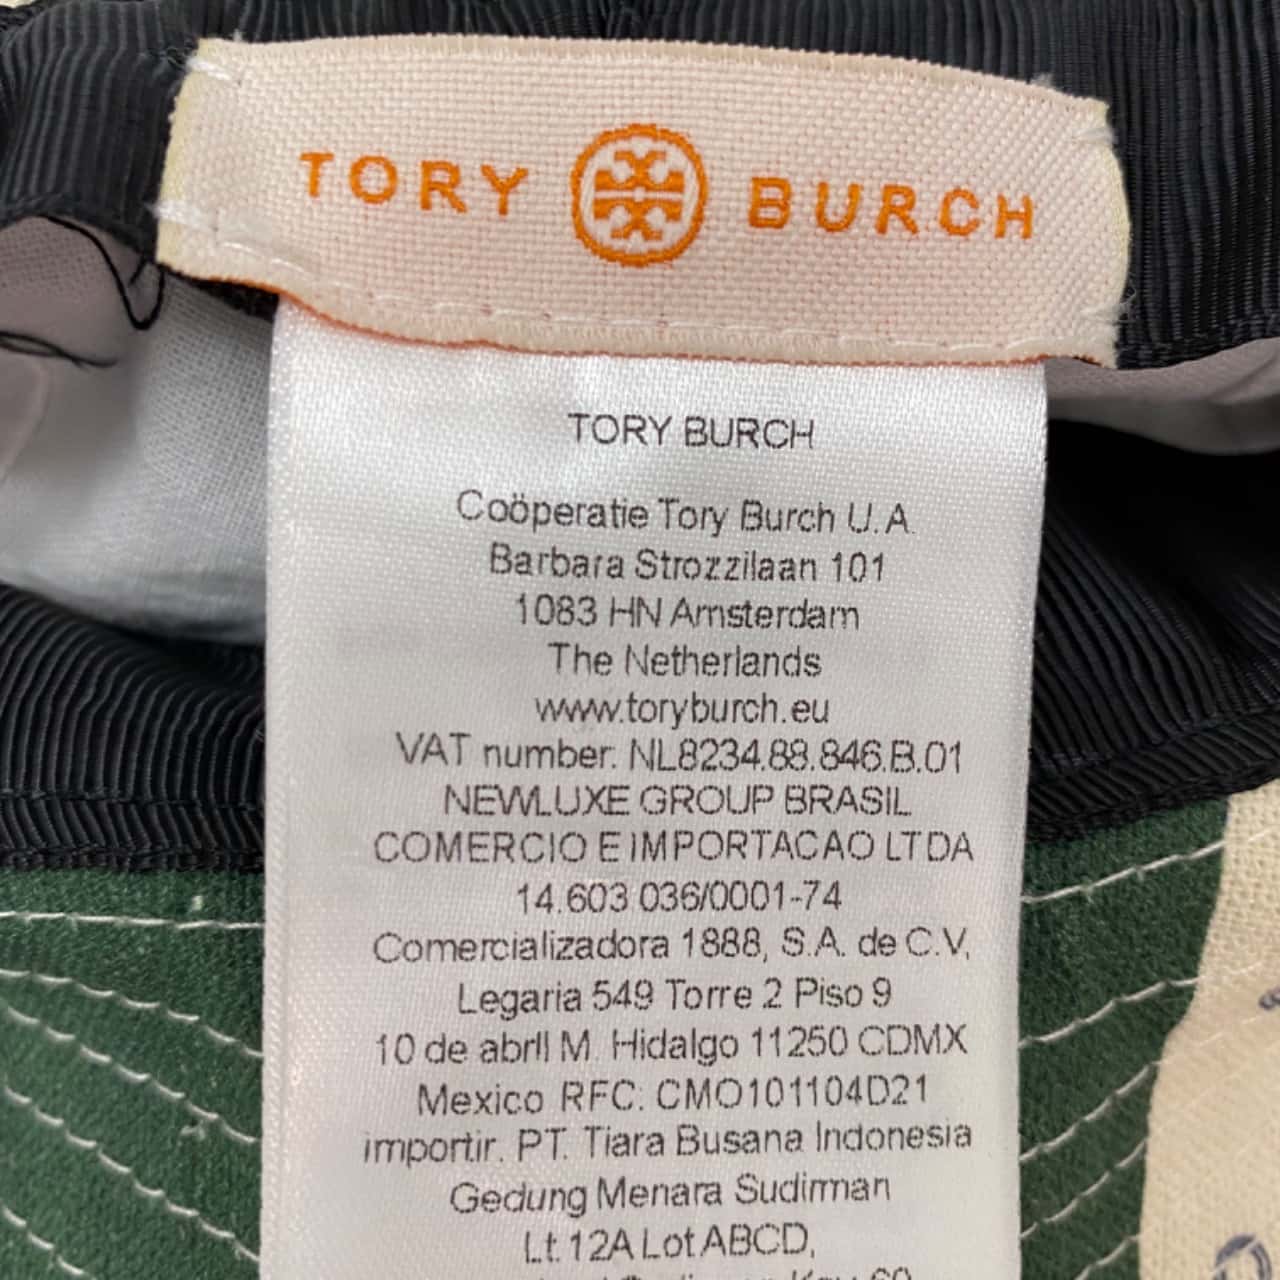 TORY BURCH
TORY BURCH
Coöperatie Tory Burch U.A.
Barbara Strozzilaan 101
1083 HN Amsterdam
The Netherlands
www.toryburch.eu
VAT number: NL8234.88.846.B.01
NEWLUXE GROUP BRASIL
COMERCIO E IMPORTACAO LTDA
14.603.036/0001-74
Comercializadora 1888, S.A. de C.V,
Legaria 549 Torre 2 Piso 9
10 de abril M. Hidalgo 11250 CDMX
Mexico RFC: CMO101104D21
importir. PT. Tiara Busana Indonesia
Gedung Menara Sudirman
Lt. 12A Lot ABCD,
60